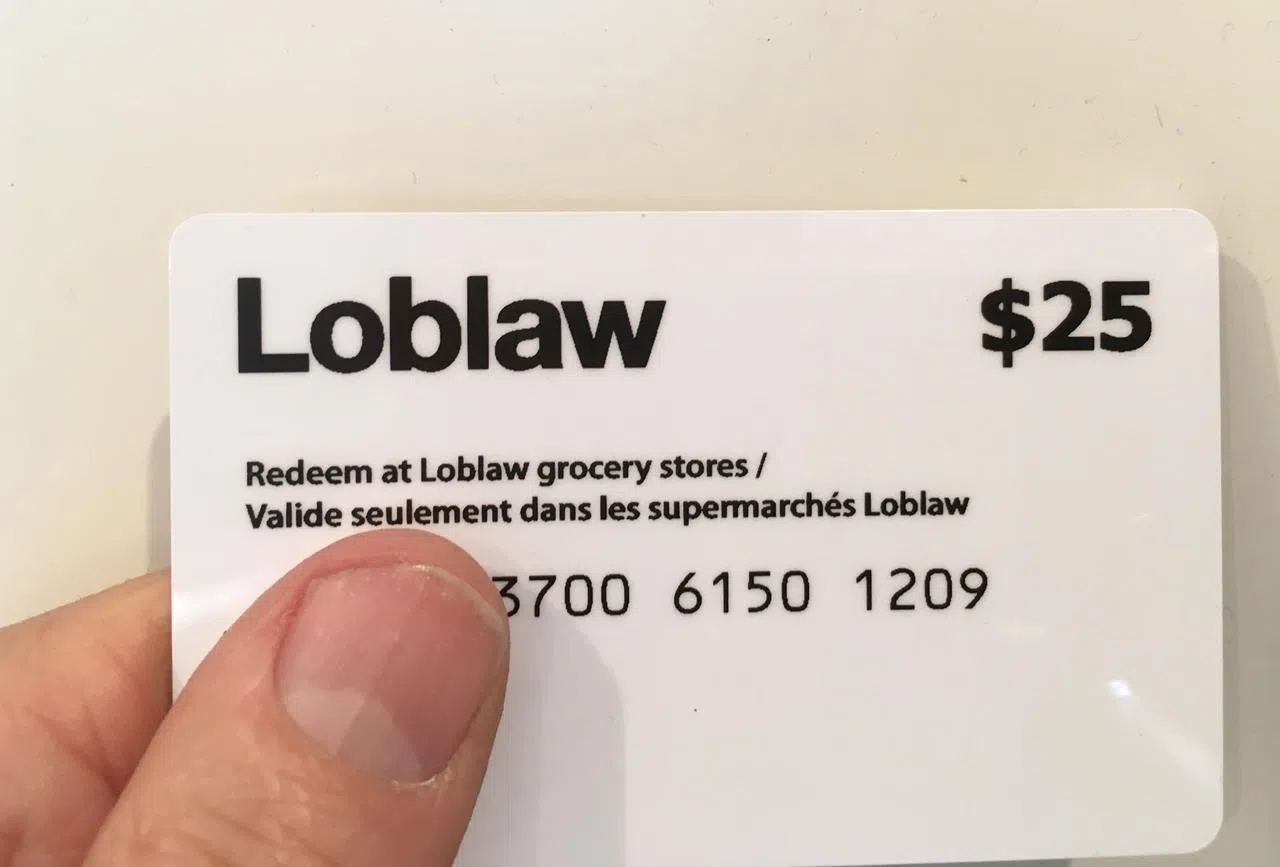 Loblaw
$25
Redeem at Loblaw grocery stores /
Valide seulement dans les supermarchés Loblaw
3700 6150 1209